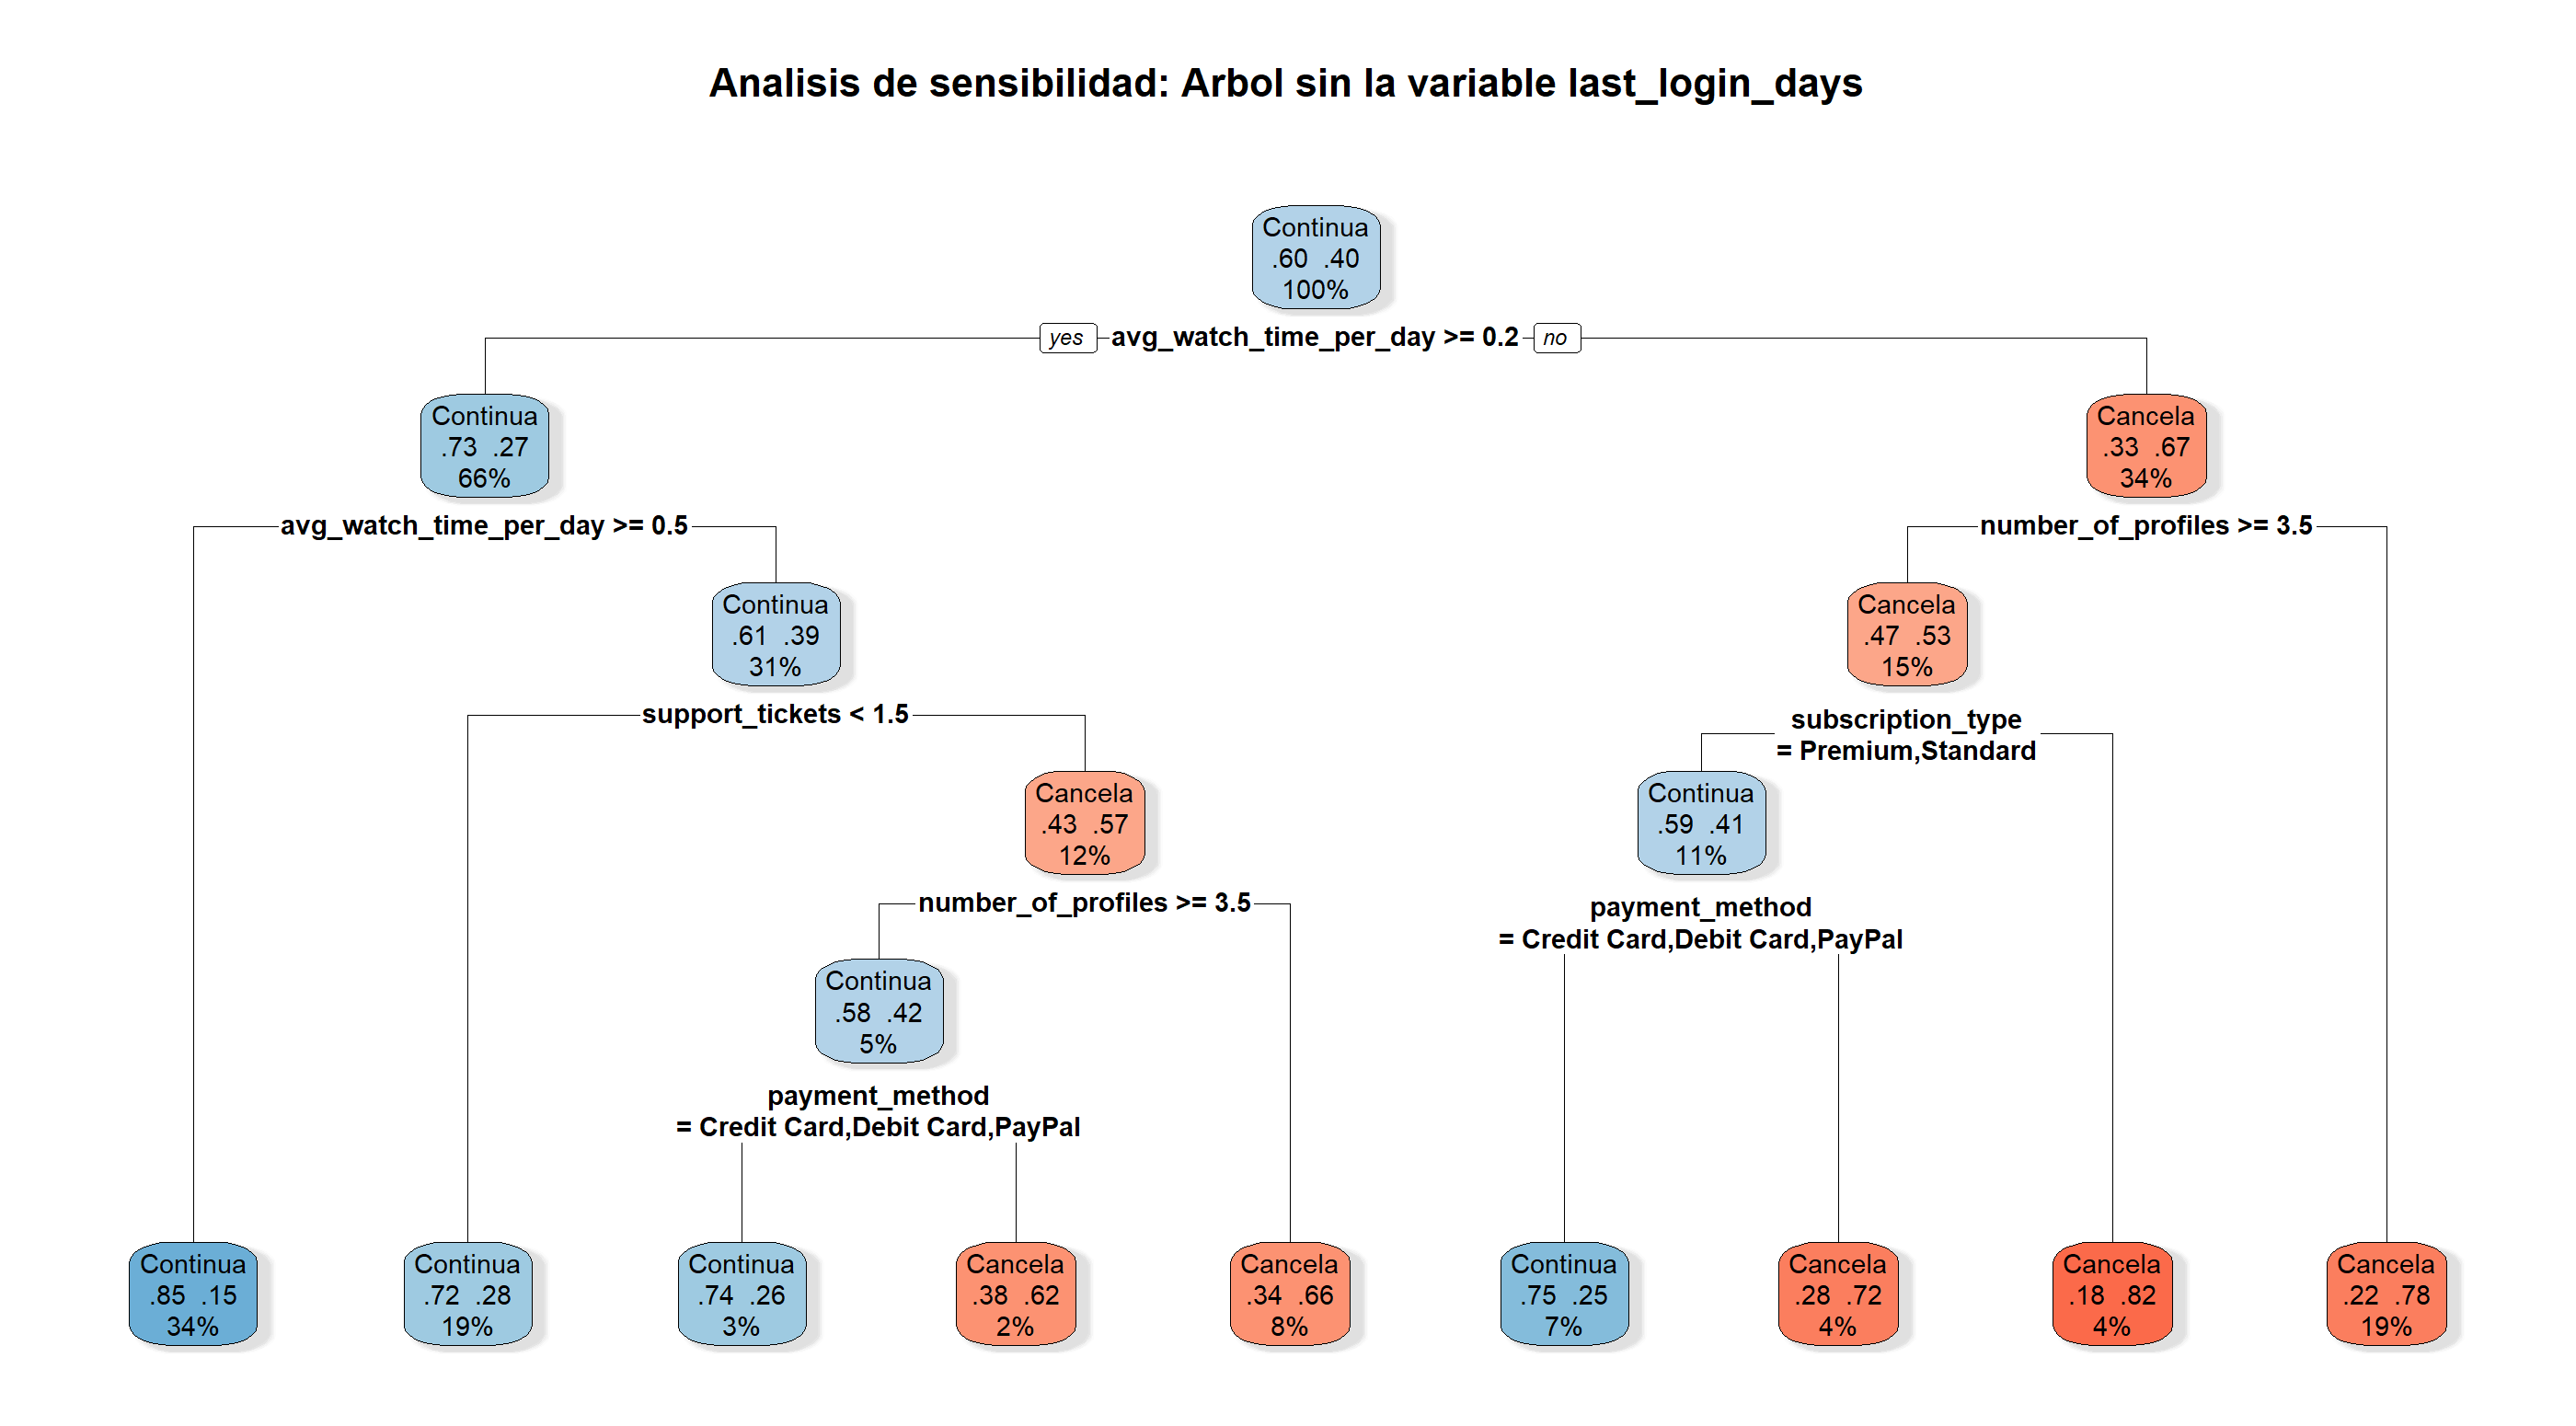 Analisis de sensibilidad: Arbol sin la variable last_login_days
Continua
.60 .40
100%
yes avg_watch_time_per_day >= 0.2 no
Continua
.73 .27
66%
Cancela
.33 .67
34%
avg_watch_time_per_day >= 0.5
number_of_profiles >= 3.5
Continua
.61 .39
31%
Cancela
.47 .53
15%
support_tickets < 1.5
subscription_type
= Premium,Standard
Cancela
.43 .57
12%
Continua
.59 .41
11%
number_of_profiles >= 3.5
payment_method
= Credit Card,Debit Card,PayPal
Continua
.58 .42
5%
payment_method
= Credit Card,Debit Card,PayPal
Continua
.85 .15
34%
Continua
.72 .28
19%
Continua
.74 .26
3%
Cancela
.38 .62
2%
Cancela
.34 .66
8%
Continua
.75 .25
7%
Cancela
.28 .72
4%
Cancela
.18 .82
4%
Cancela
.22 .78
19%